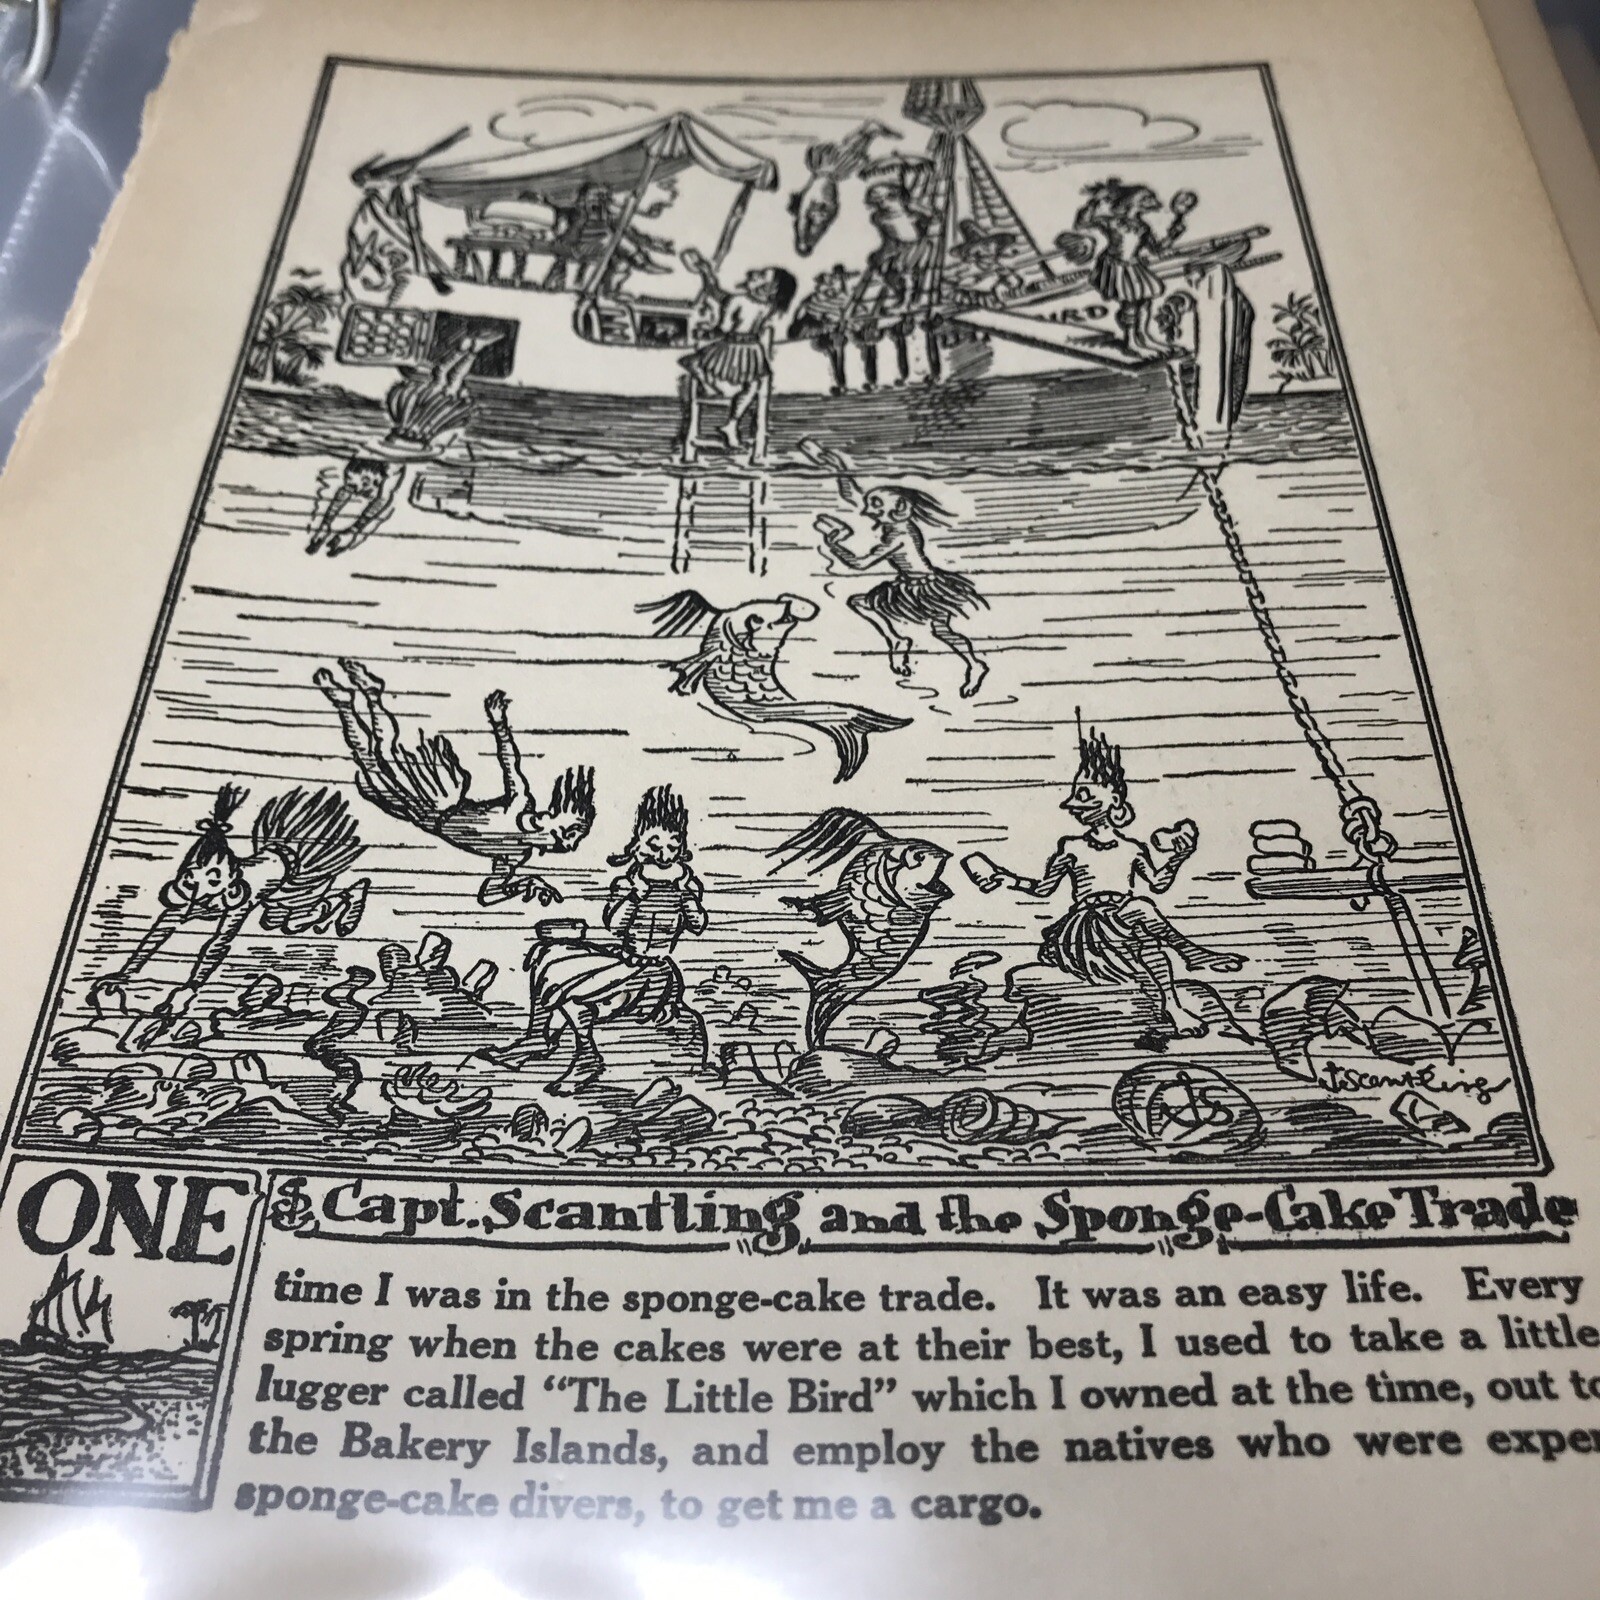 URD
JScantling
JS
ONE
Capt. Scantling and the Sponge-Cake Trade
time I was in the sponge-cake trade. It was an easy life. Every
spring when the cakes were at their best, I used to take a little
lugger called “The Little Bird” which I owned at the time, out to
the Bakery Islands, and employ the natives who were exper
sponge-cake divers, to get me a cargo.